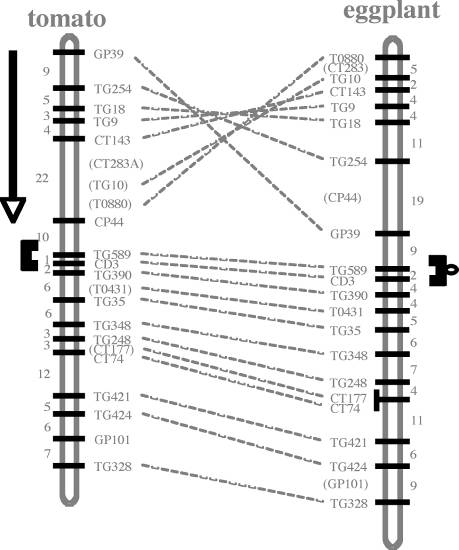 tomato
eggplant
GP39
9
TG254
5
TG18
3
TG9
4
CT143
(CT283A)
22
(TG10)
(T0880)
CP44
10
TG589
1
CD3
2
TG390
6
(T0431)
TG35
6
TG348
3
TG248
3
(CT177)
CT74
12
TG421
5
TG424
6
GP101
7
TG328
T0880
(CT283)
5
TG10
2
CT143
4
TG9
4
TG18
11
TG254
(CP44)
19
GP39
9
TG589
2
CD3
4
TG390
4
T0431
5
TG35
6
TG348
7
TG248
4
CT177
CT74
11
TG421
6
TG424
(GP101)
9
TG328